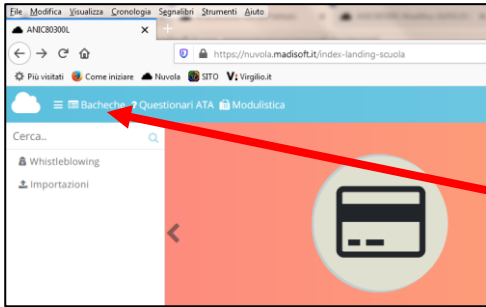 File Modifica Visualizza Cronologia Segnalibri Strumenti Aiuto
ANIC80300L × +
https://nuvola.madisoft.it/index-landing-scuola
Più visitati Come iniziare Nuvola SITO Virgilio.it
Bacheche ? Questionari ATA Modulistica
Cerca..
Whistleblowing
Importazioni